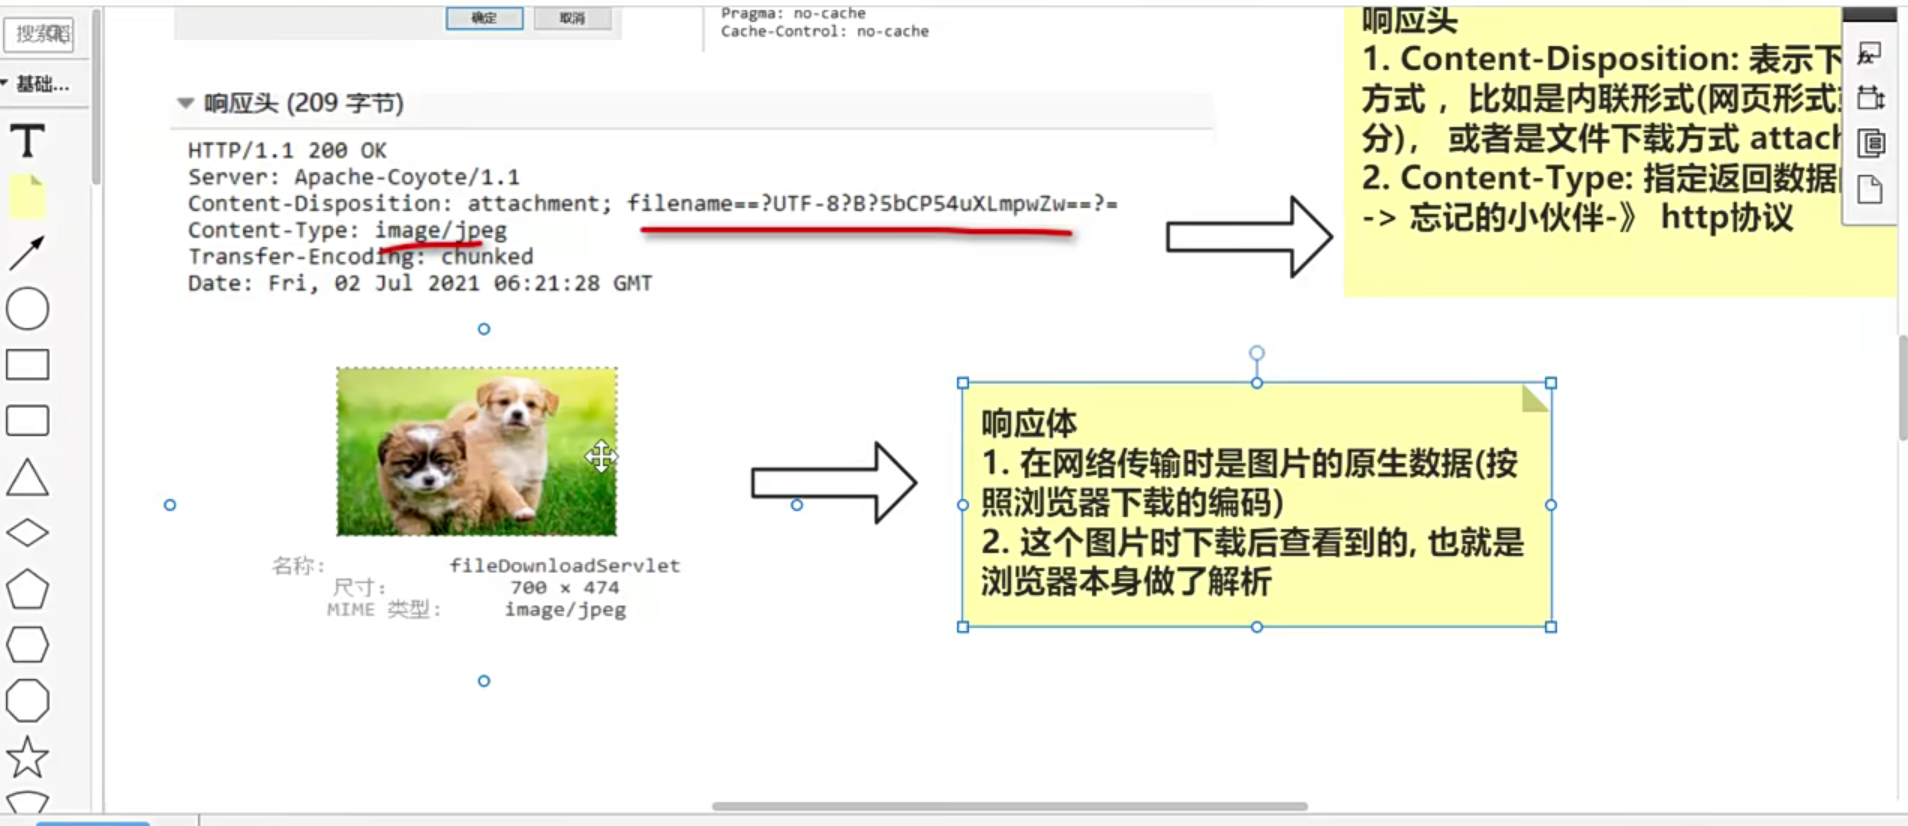 确定
取消
Pragma: no-cache
Cache-Control: no-cache
基础...
响应头 (209 字节)
HTTP/1.1 200 OK
Server: Apache-Coyote/1.1
Content-Disposition: attachment; filename==?UTF-8?B?5bCP54uXLmpwZw==?=
Content-Type: image/jpeg
Transfer-Encoding: chunked
Date: Fri, 02 Jul 2021 06:21:28 GMT
响应头
1. Content-Disposition: 表示下
方式 ，比如是内联形式(网页形式
分)， 或者是文件下载方式 attach
2. Content-Type: 指定返回数据
-> 忘记的小伙伴-》 http协议
T
fx
名称: fileDownloadServlet
尺寸: 700 × 474
MIME 类型: image/jpeg
响应体
1. 在网络传输时是图片的原生数据(按
照浏览器下载的编码)
2. 这个图片时下载后查看到的, 也就是
浏览器本身做了解析